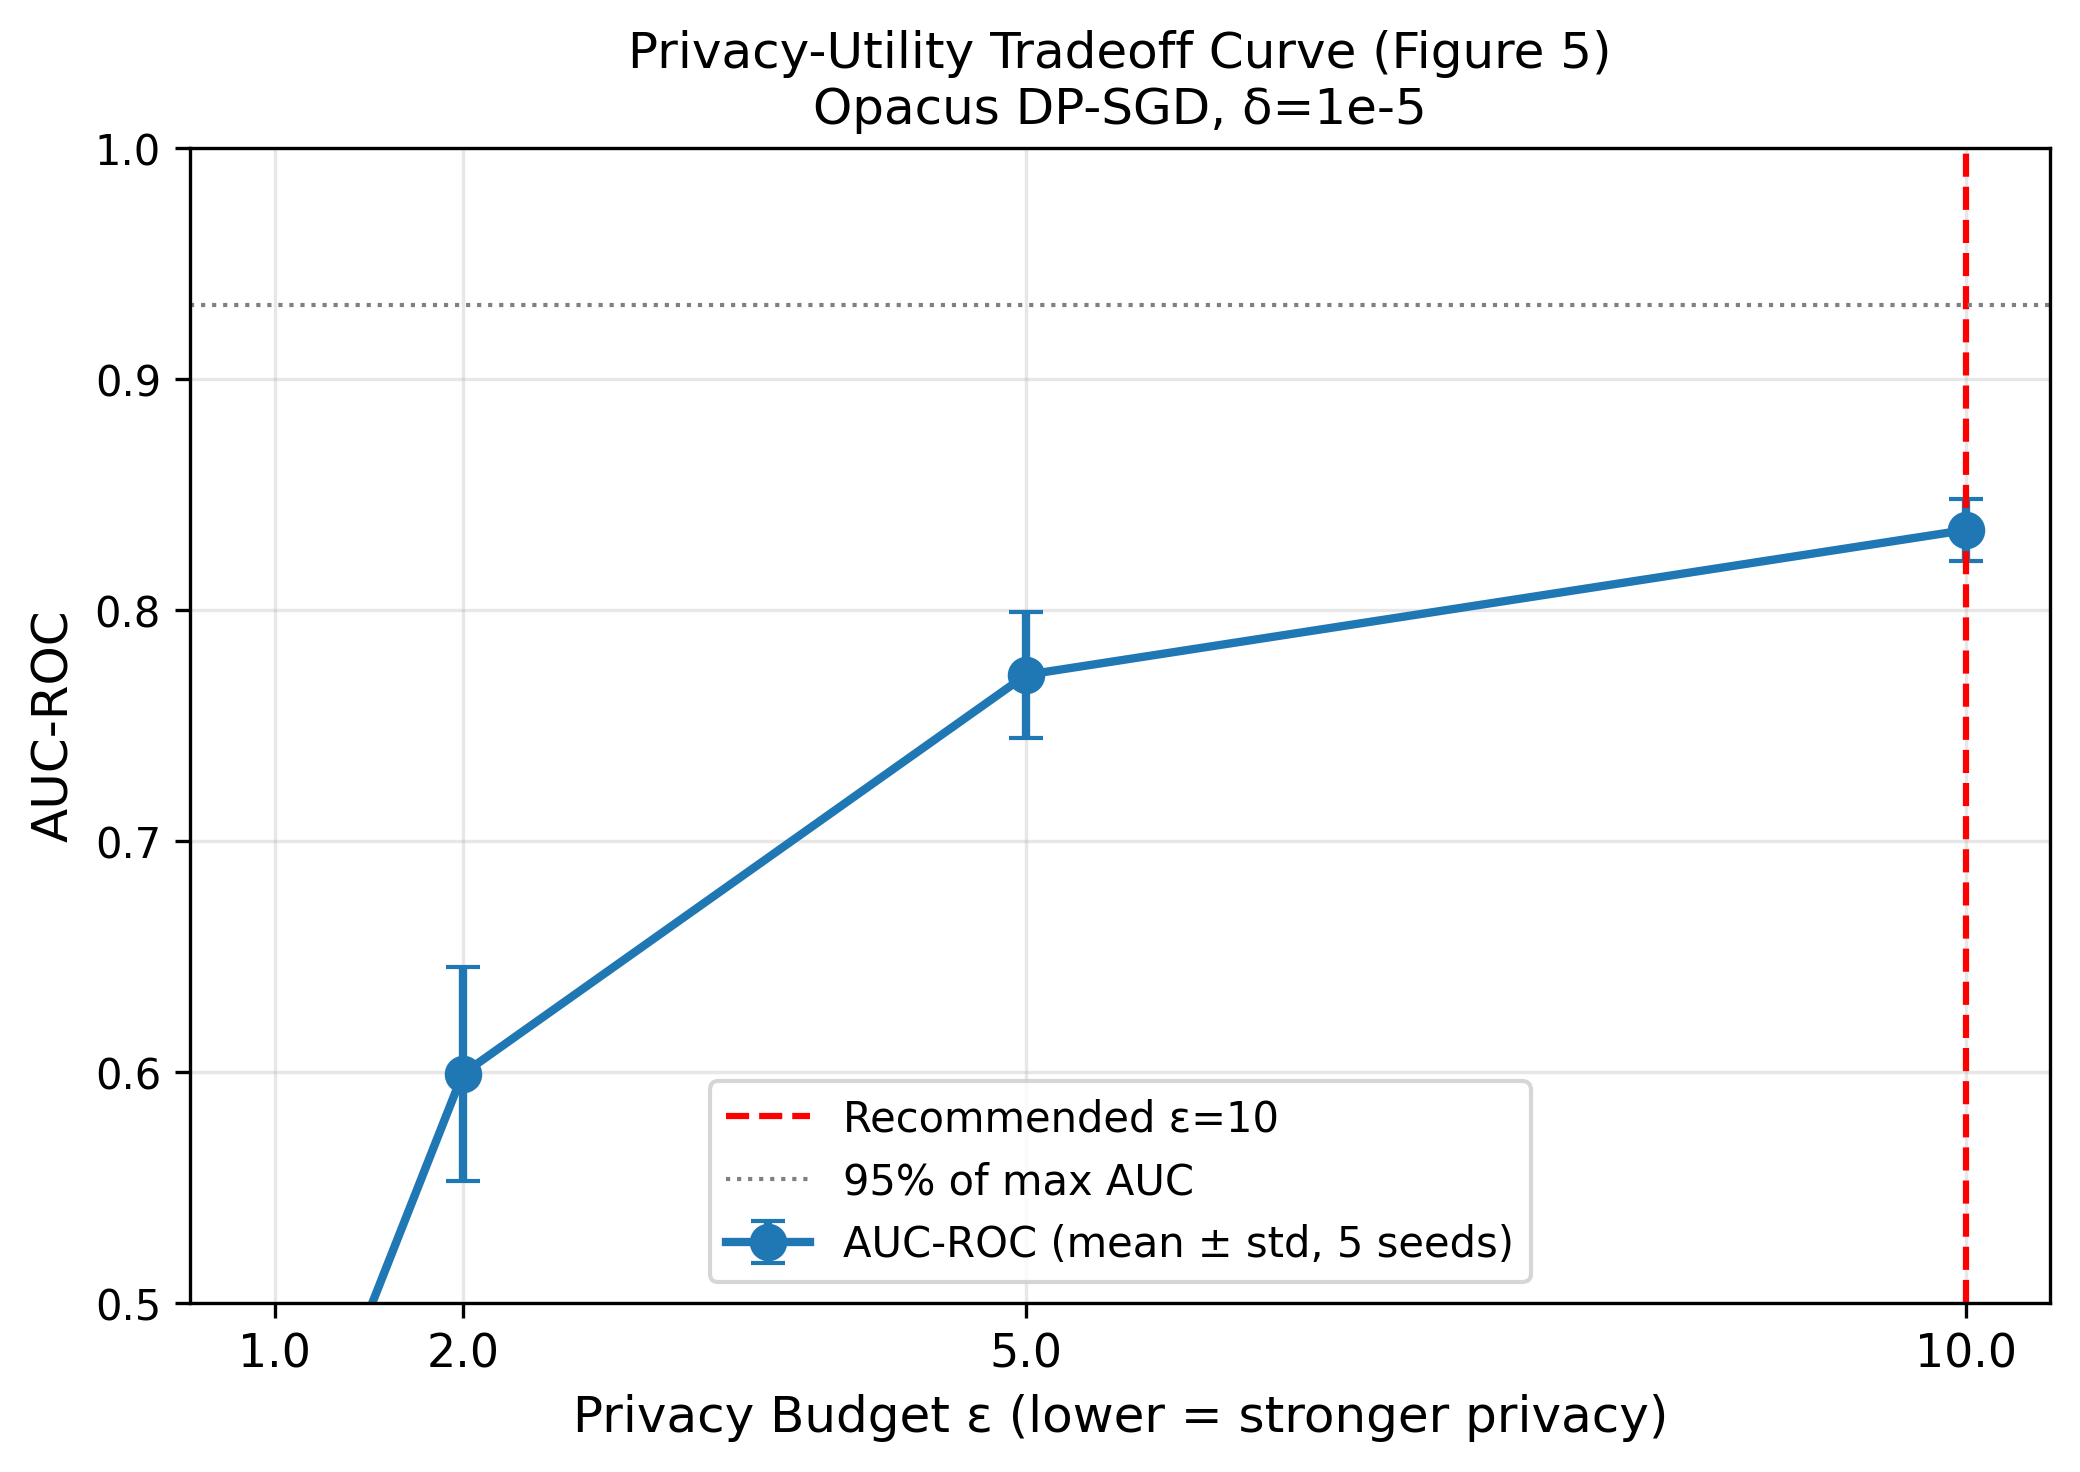 Privacy-Utility Tradeoff Curve (Figure 5)
Opacus DP-SGD, δ=1e-5
1.0
0.9
0.8
0.7
0.6
0.5
AUC-ROC
Recommended ε=10
95% of max AUC
AUC-ROC (mean ± std, 5 seeds)
1.0 2.0 5.0 10.0
Privacy Budget ε (lower = stronger privacy)